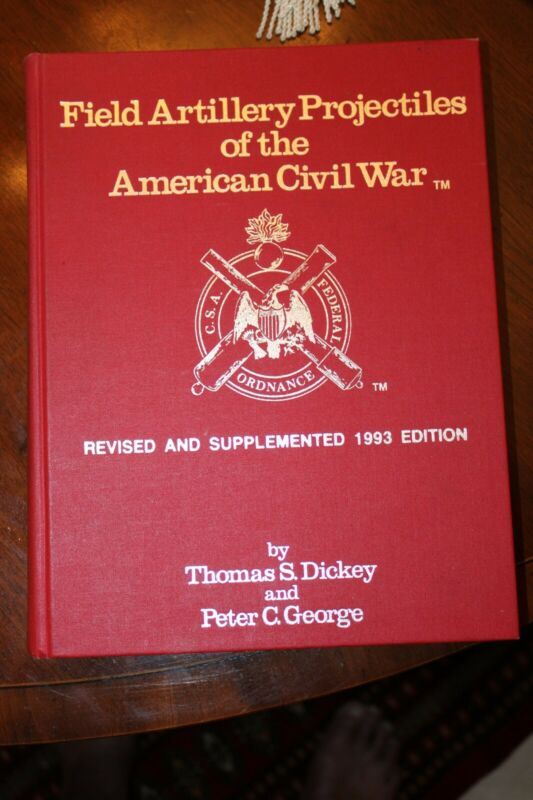 Field Artillery Projectiles
of the
American Civil War ™
C.S.A. FEDERAL
ORDNANCE ™
REVISED AND SUPPLEMENTED 1993 EDITION
by
Thomas S. Dickey
and
Peter C. George